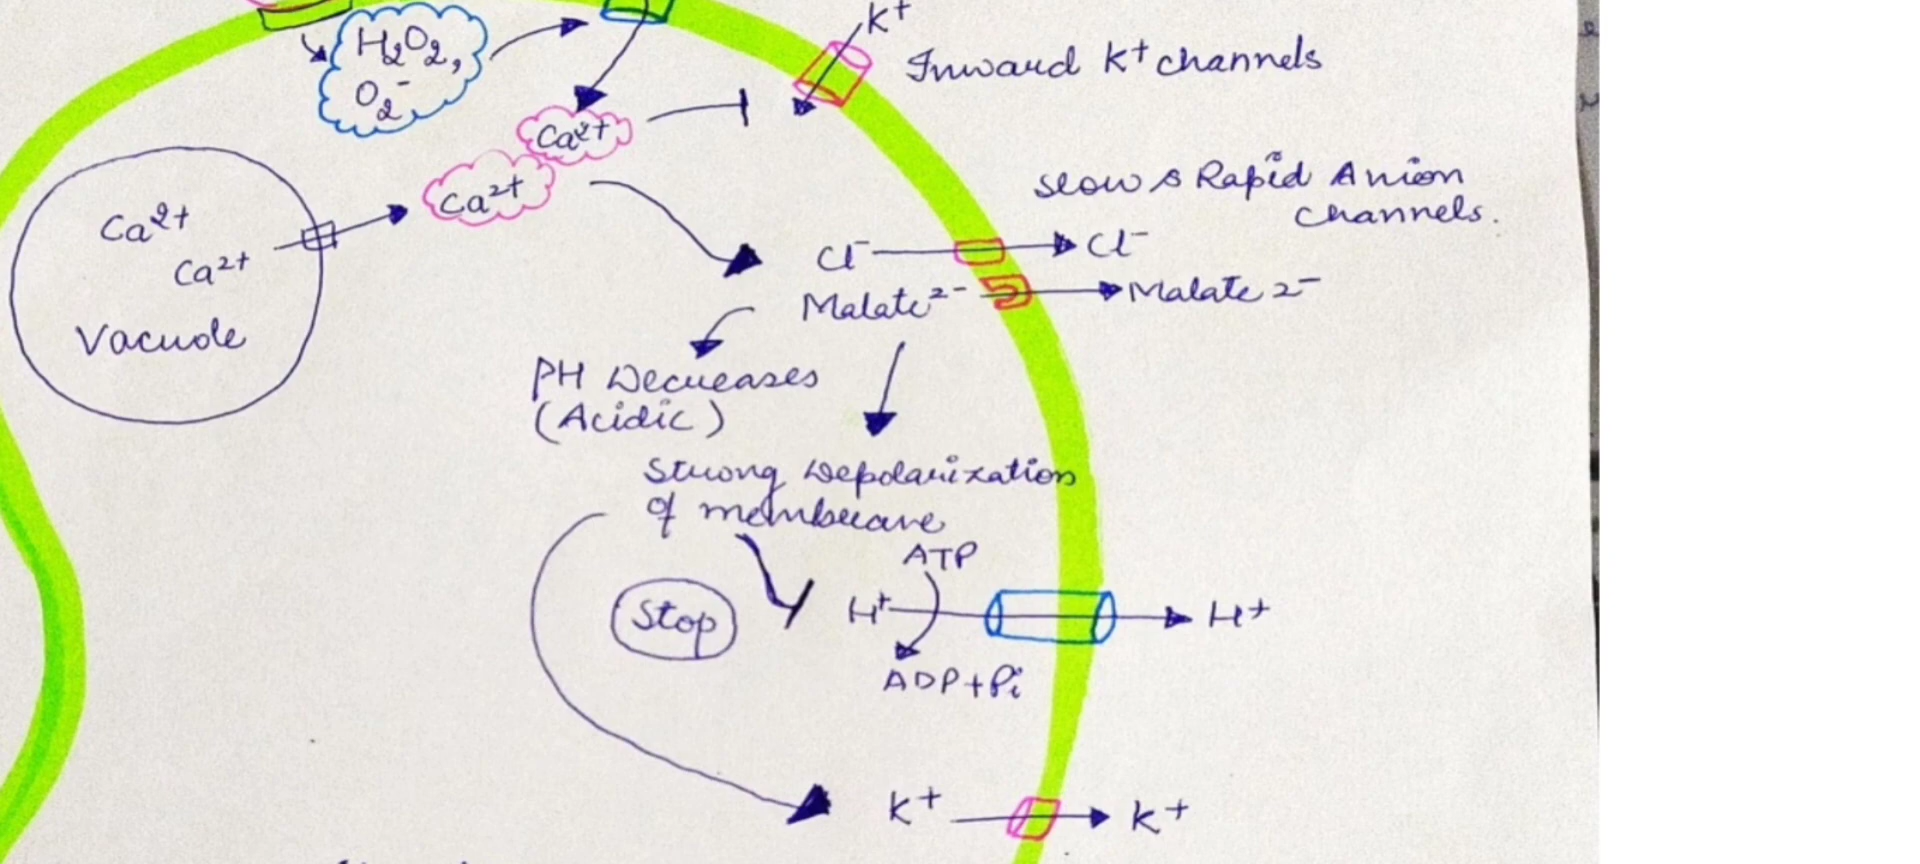 K+
H2O2,
O2-
Inward K+ channels
Ca2+
Ca2+
Slow & Rapid Anion
Channels.
Ca2+
Ca2+
Vacuole
Cl- Cl-
Malate2- Malate 2-
PH Decreases
(Acidic)
Strong Depolarization
of membrane
ATP
Stop
H+ H+
ADP+Pi
K+ K+